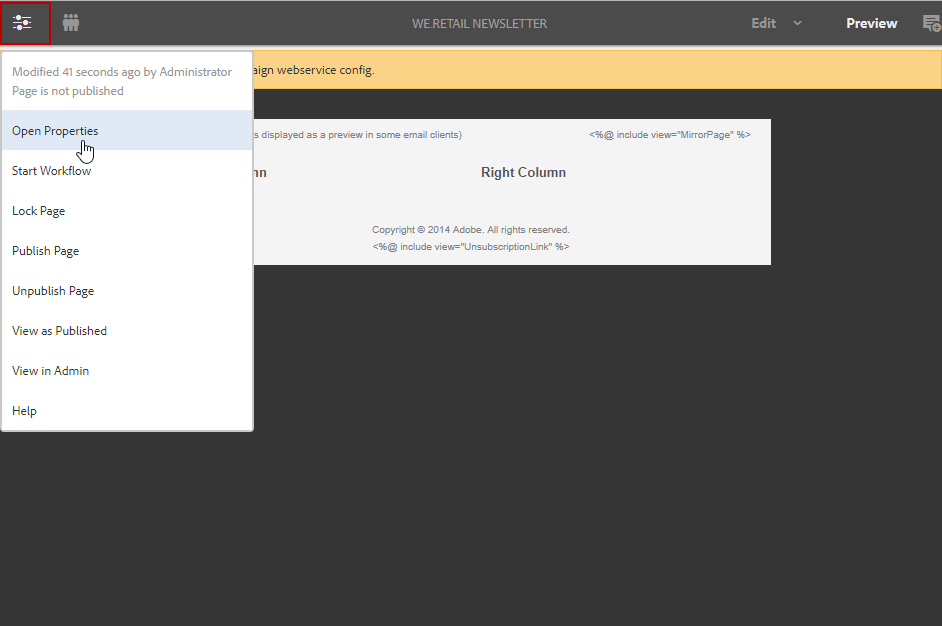 WE.RETAIL NEWSLETTER
Edit
Preview
Modified 41 seconds ago by Administrator
Page is not published
Open Properties
Start Workflow
Lock Page
Publish Page
Unpublish Page
View as Published
View in Admin
Help
aign webservice config.
s displayed as a preview in some email clients)
<%@ include view="MirrorPage" %>
nn
Right Column
Copyright © 2014 Adobe. All rights reserved.
<%@ include view="UnsubscriptionLink" %>